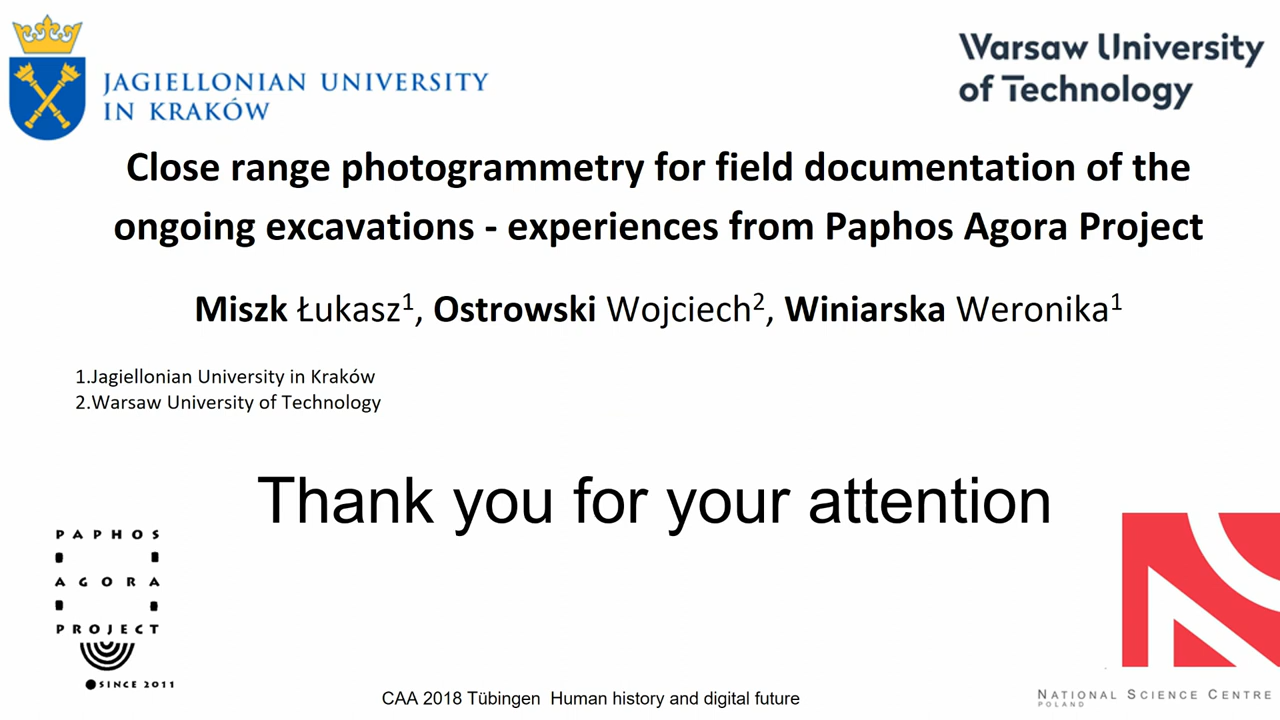 JAGIELLONIAN UNIVERSITY
IN KRAKÓW
Warsaw University
of Technology
Close range photogrammetry for field documentation of the
ongoing excavations - experiences from Paphos Agora Project
Miszk Łukasz1, Ostrowski Wojciech2, Winiarska Weronika1
1.Jagiellonian University in Kraków
2.Warsaw University of Technology
Thank you for your attention
PAPHOS
AGORA
PROJECT
SINCE 2011
CAA 2018 Tübingen Human history and digital future
NATIONAL SCIENCE CENTRE
POLAND